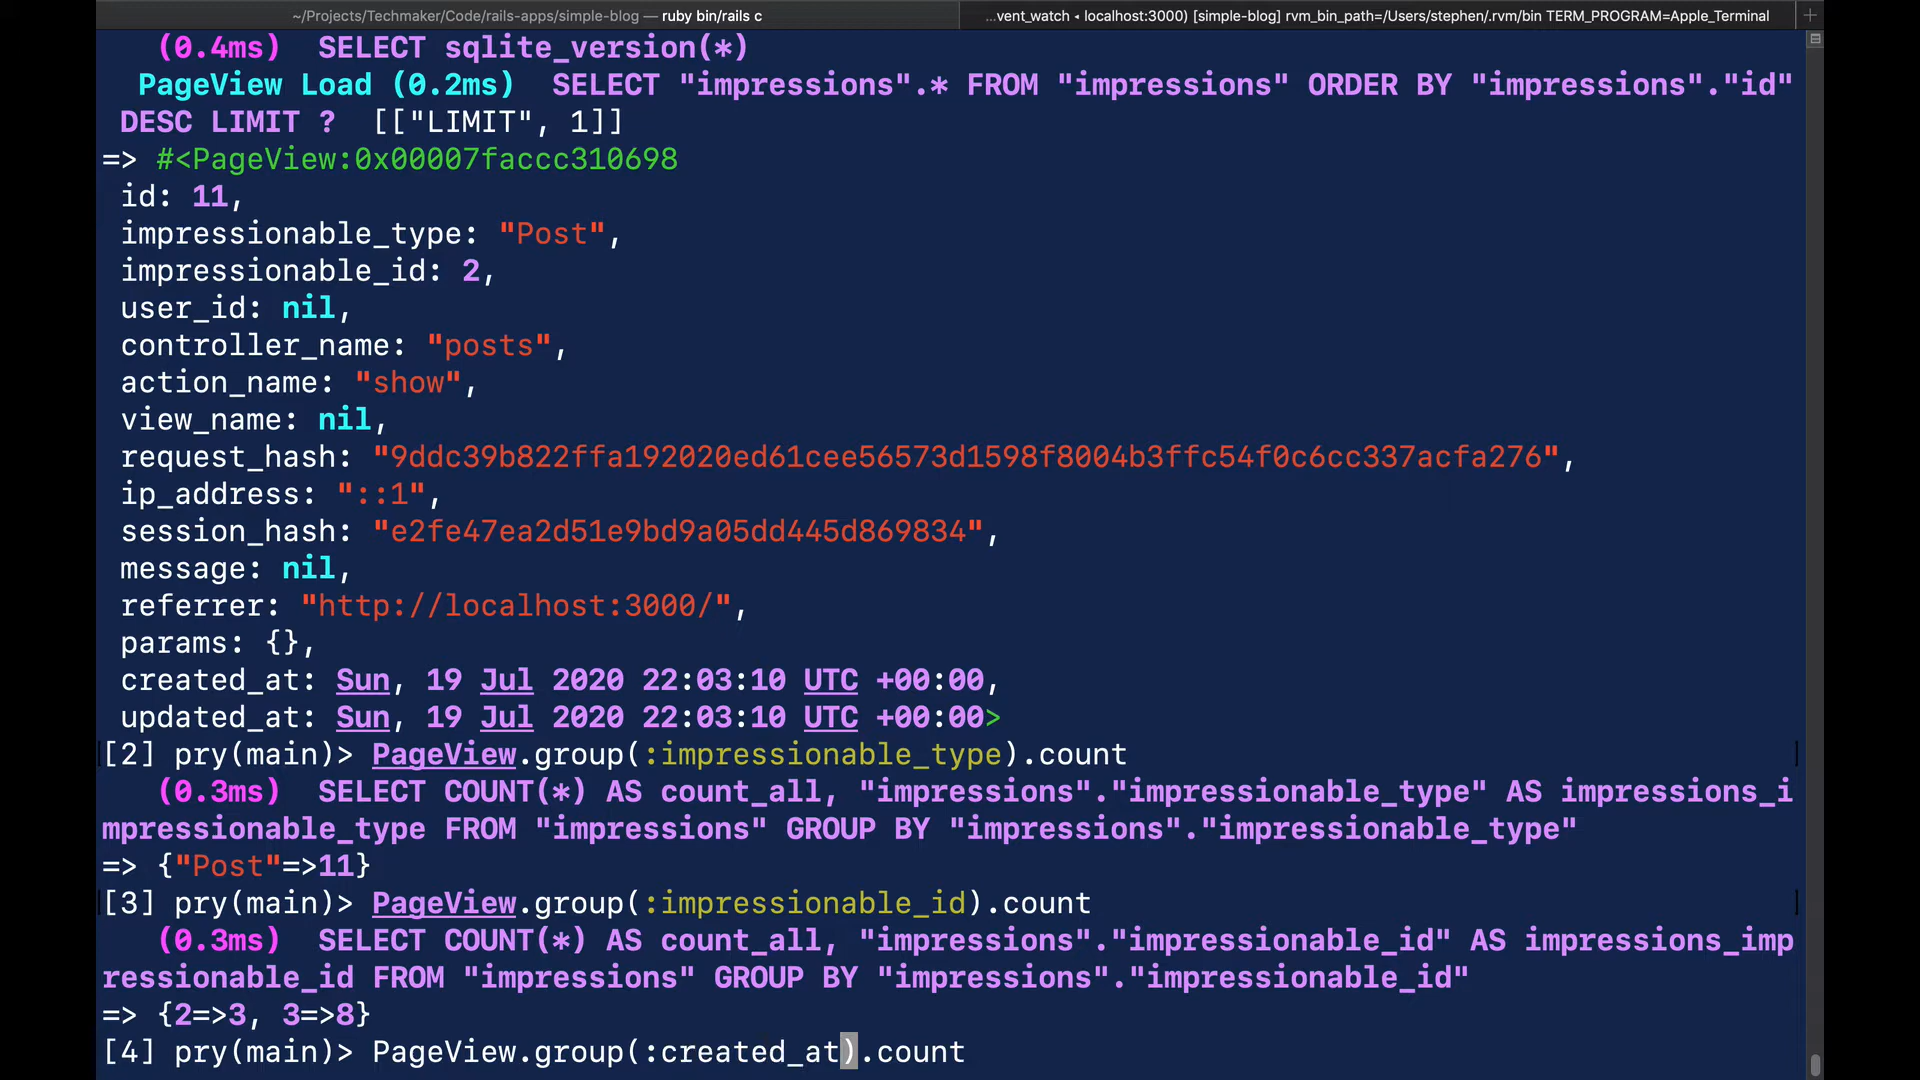 ~/Projects/Techmaker/Code/rails-apps/simple-blog — ruby bin/rails c
...vent_watch ◂ localhost:3000) [simple-blog] rvm_bin_path=/Users/stephen/.rvm/bin TERM_PROGRAM=Apple_Terminal
(0.4ms) SELECT sqlite_version(*)
PageView Load (0.2ms) SELECT "impressions".* FROM "impressions" ORDER BY "impressions"."id"
DESC LIMIT ? [["LIMIT", 1]]
=> #<PageView:0x00007faccc310698
id: 11,
impressionable_type: "Post",
impressionable_id: 2,
user_id: nil,
controller_name: "posts",
action_name: "show",
view_name: nil,
request_hash: "9ddc39b822ffa192020ed61cee56573d1598f8004b3ffc54f0c6cc337acfa276",
ip_address: "::1",
session_hash: "e2fe47ea2d51e9bd9a05dd445d869834",
message: nil,
referrer: "http://localhost:3000/",
params: {},
created_at: Sun, 19 Jul 2020 22:03:10 UTC +00:00,
updated_at: Sun, 19 Jul 2020 22:03:10 UTC +00:00>
[2] pry(main)> PageView.group(:impressionable_type).count
(0.3ms) SELECT COUNT(*) AS count_all, "impressions"."impressionable_type" AS impressions_i
mpressionable_type FROM "impressions" GROUP BY "impressions"."impressionable_type"
=> {"Post"=>11}
[3] pry(main)> PageView.group(:impressionable_id).count
(0.3ms) SELECT COUNT(*) AS count_all, "impressions"."impressionable_id" AS impressions_imp
ressionable_id FROM "impressions" GROUP BY "impressions"."impressionable_id"
=> {2=>3, 3=>8}
[4] pry(main)> PageView.group(:created_at).count